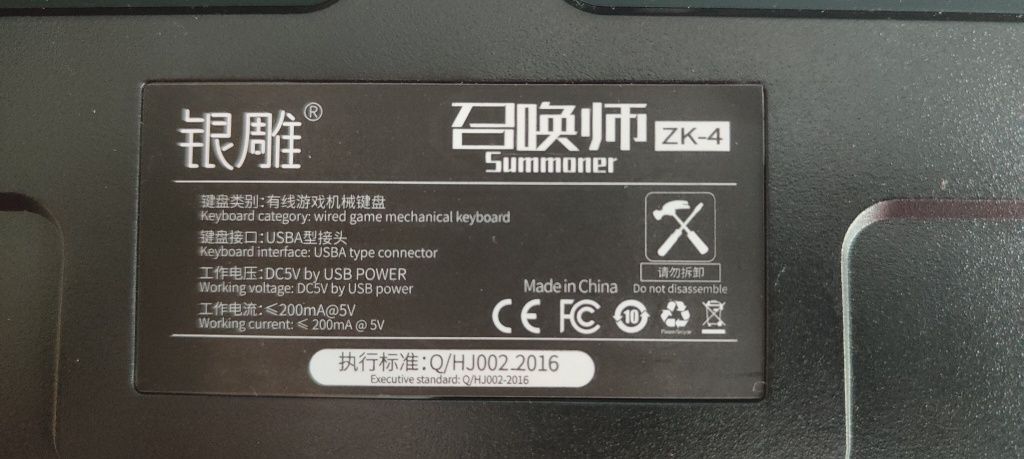 银雕®
召唤师 ZK-4
Summoner
键盘类别:有线游戏机械键盘
Keyboard category: wired game mechanical keyboard
键盘接口:USBA型接头
Keyboard interface: USBA type connector
工作电压:DC5V by USB POWER
Working voltage: DC5V by USB power
工作电流:≤200mA@5V
Working current: ≤ 200mA @ 5V
请勿拆卸
Do not disassemble
Made in China
CE FC 10
Please Recycle
执行标准:Q/HJ002-2016
Executive standard: Q/HJ002-2016